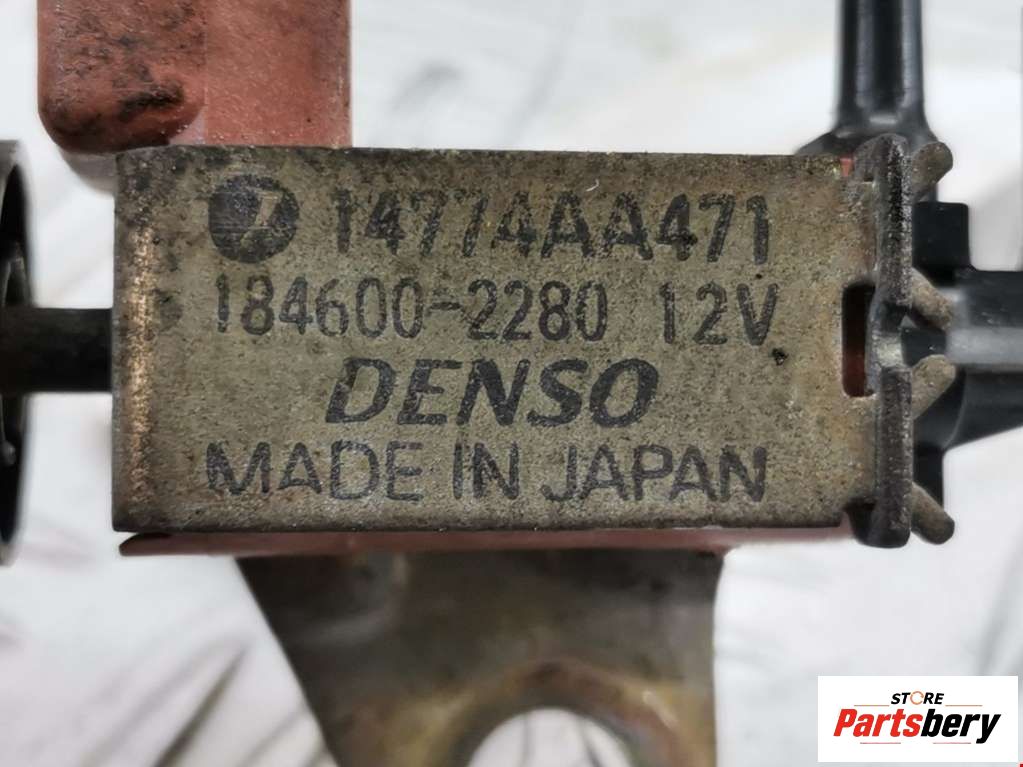 14774AA471
184600-2280 12V
DENSO
MADE IN JAPAN
STORE
Partsbery